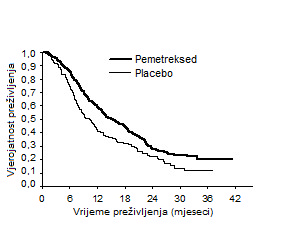 Vjerojatnost preživljenja
1,0
0,9
0,8
0,7
0,6
0,5
0,4
0,3
0,2
0,1
0,0
Pemetreksed
Placebo
0 6 12 18 24 30 36 42
Vrijeme preživljenja (mjeseci)